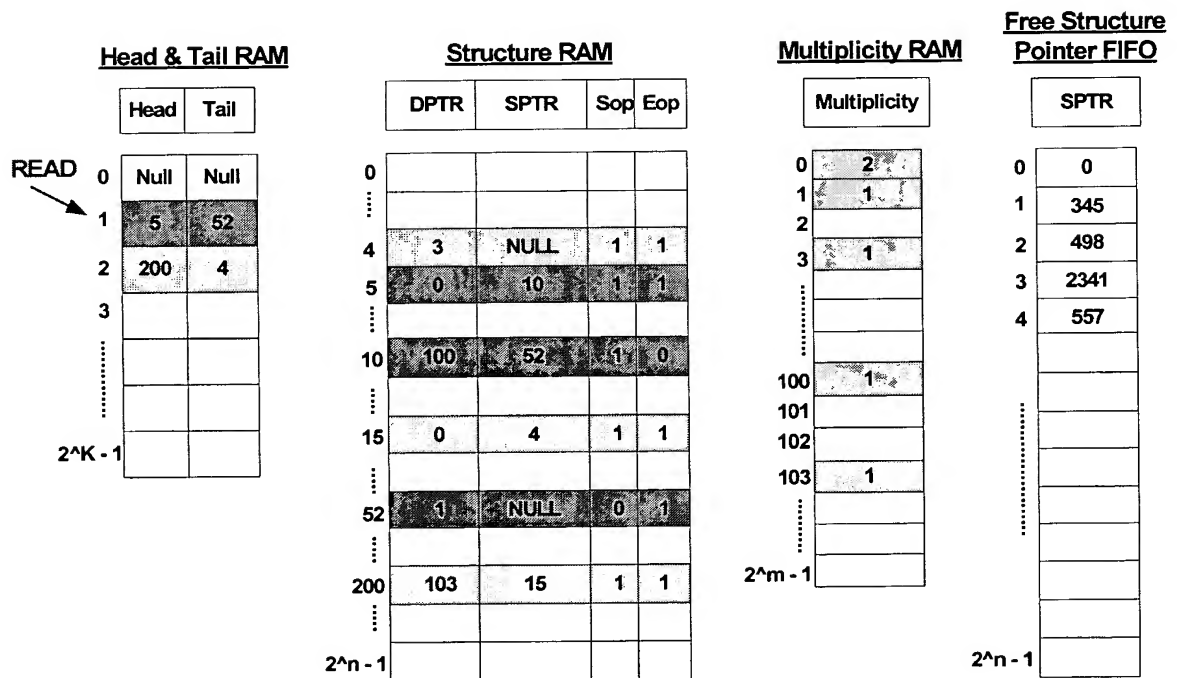 Head & Tail RAM
Head Tail
READ
0 Null Null
1 5 52
2 200 4
3
2^K - 1
Structure RAM
DPTR SPTR Sop Eop
0
4 3 NULL 1 1
5 0 10 1 1
10 100 52 1 0
15 0 4 1 1
52 1 NULL 0 1
200 103 15 1 1
2^n - 1
Multiplicity RAM
Multiplicity
0 2
1 1
2
3 1
100 1
101
102
103 1
2^m - 1
Free Structure
Pointer FIFO
SPTR
0 0
1 345
2 498
3 2341
4 557
2^n - 1